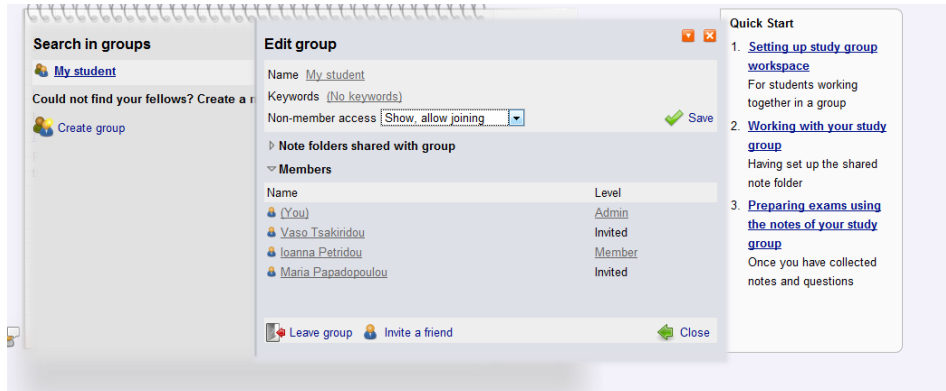 Search in groups
My student
Could not find your fellows? Create a
Create group
Edit group
Name My student
Keywords (No keywords)
Non-member access Show, allow joining
Save
Note folders shared with group
Members
Name Level
(You) Admin
Vaso Tsakiridou Invited
Ioanna Petridou Member
Maria Papadopoulou Invited
Leave group Invite a friend Close
Quick Start
1. Setting up study group
workspace
For students working
together in a group
2. Working with your study
group
Having set up the shared
note folder
3. Preparing exams using
the notes of your study
group
Once you have collected
notes and questions